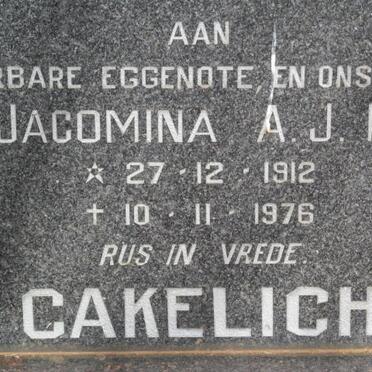 AAN
RBARE EGGENOTE, EN ONS
JACOMINA A. J.
☆ 27 · 12 · 1912
† 10 · 11 · 1976
RUS IN VREDE.
CAKELICH